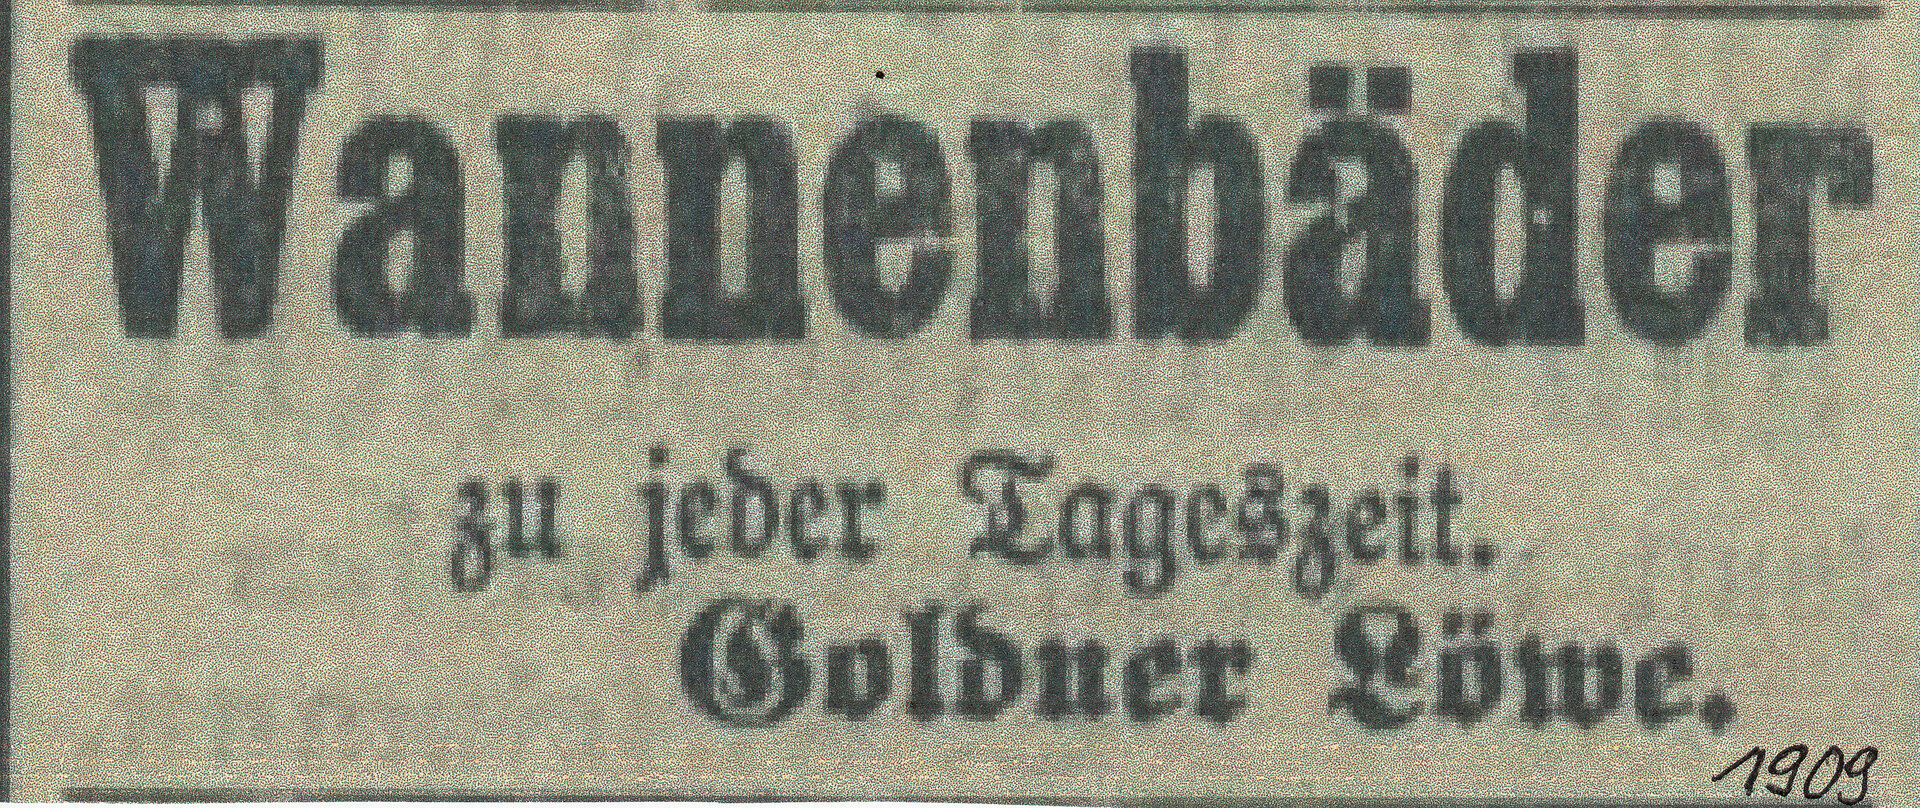 Wannenbäder
zu jeder Tageszeit.
Goldner Löwe.
1909